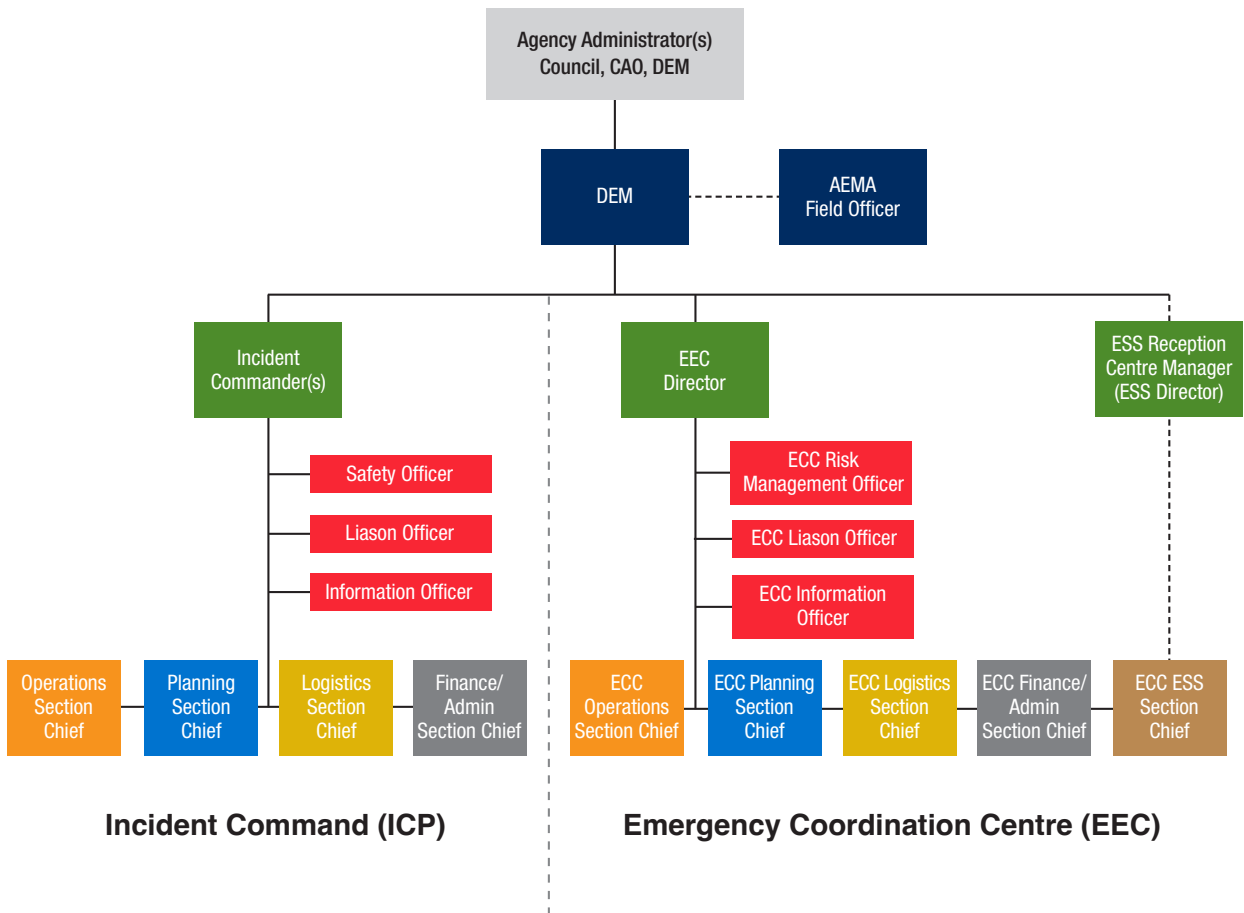 Agency Administrator(s)
Council, CAO, DEM
DEM
AEMA
Field Officer
Incident
Commander(s)
EEC
Director
ESS Reception
Centre Manager
(ESS Director)
Safety Officer
Liason Officer
Information Officer
ECC Risk
Management Officer
ECC Liason Officer
ECC Information
Officer
Operations
Section
Chief
Planning
Section
Chief
Logistics
Section
Chief
Finance/
Admin
Section Chief
ECC
Operations
Section Chief
ECC Planning
Section
Chief
ECC Logistics
Section
Chief
ECC Finance/
Admin
Section Chief
ECC ESS
Section
Chief
Incident Command (ICP)
Emergency Coordination Centre (EEC)